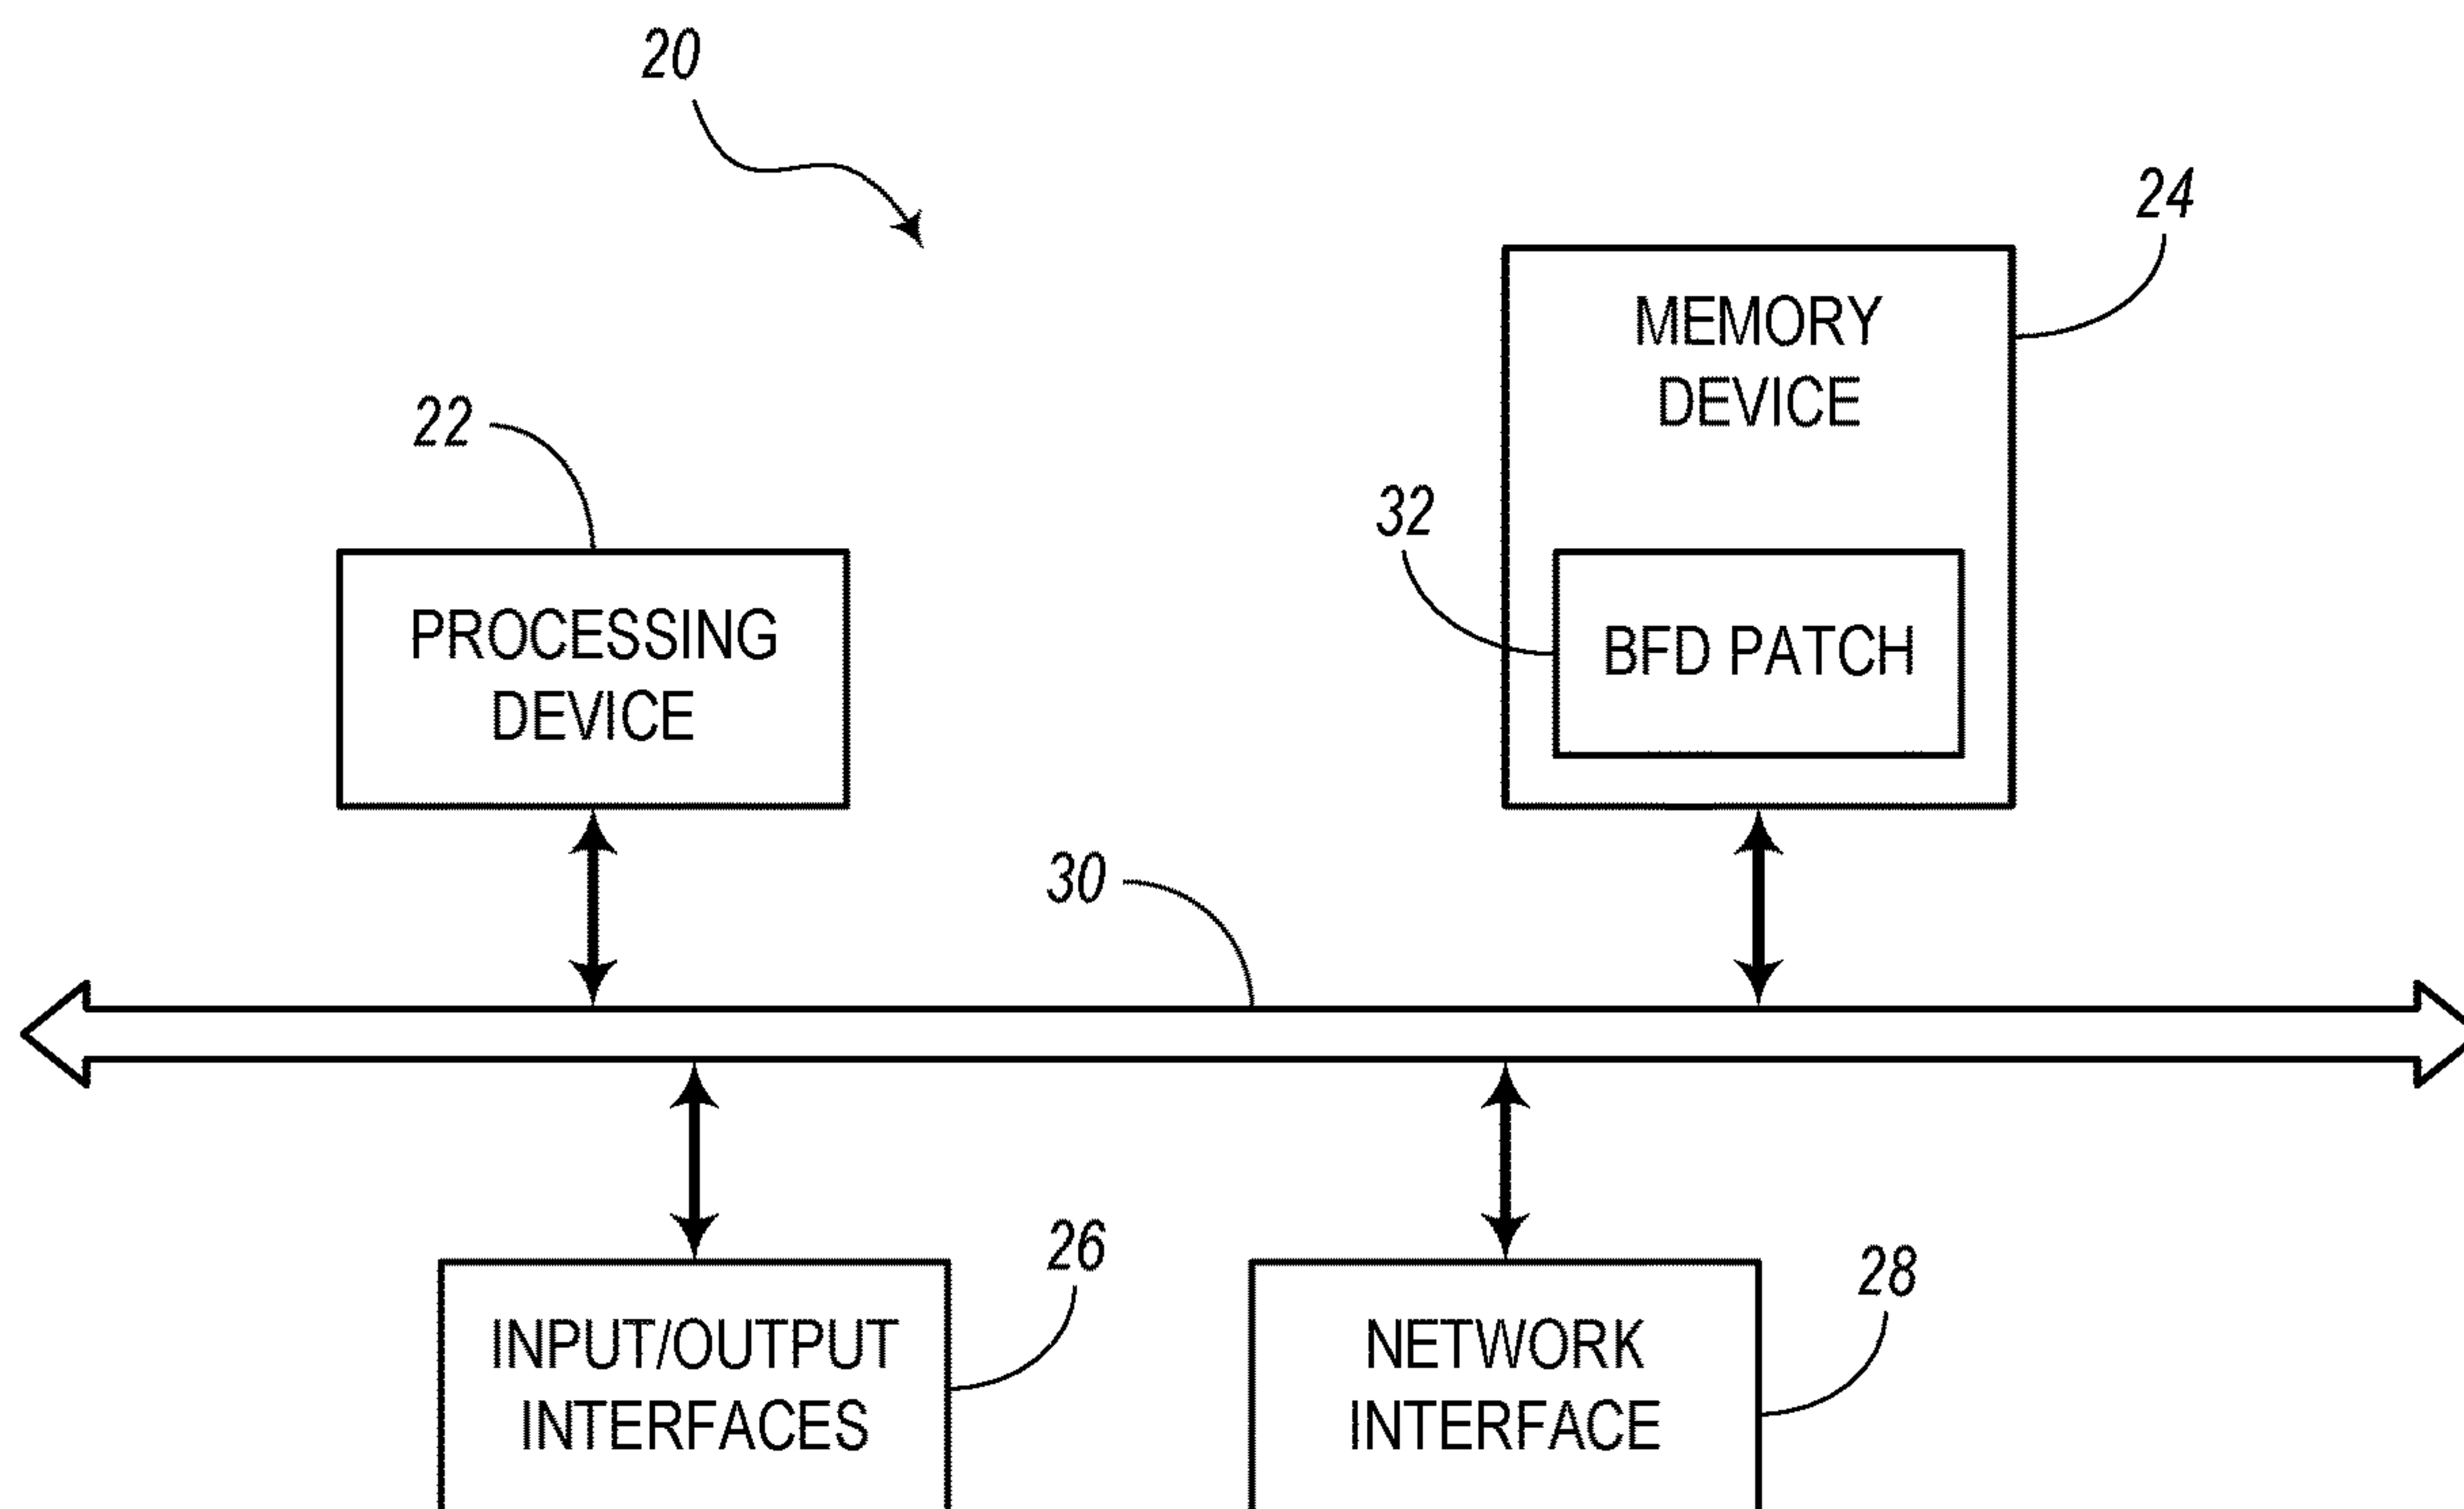 20
24
MEMORY
DEVICE
22
32
PROCESSING
DEVICE
BFD PATCH
30
26
INPUT/OUTPUT
INTERFACES
28
NETWORK
INTERFACE